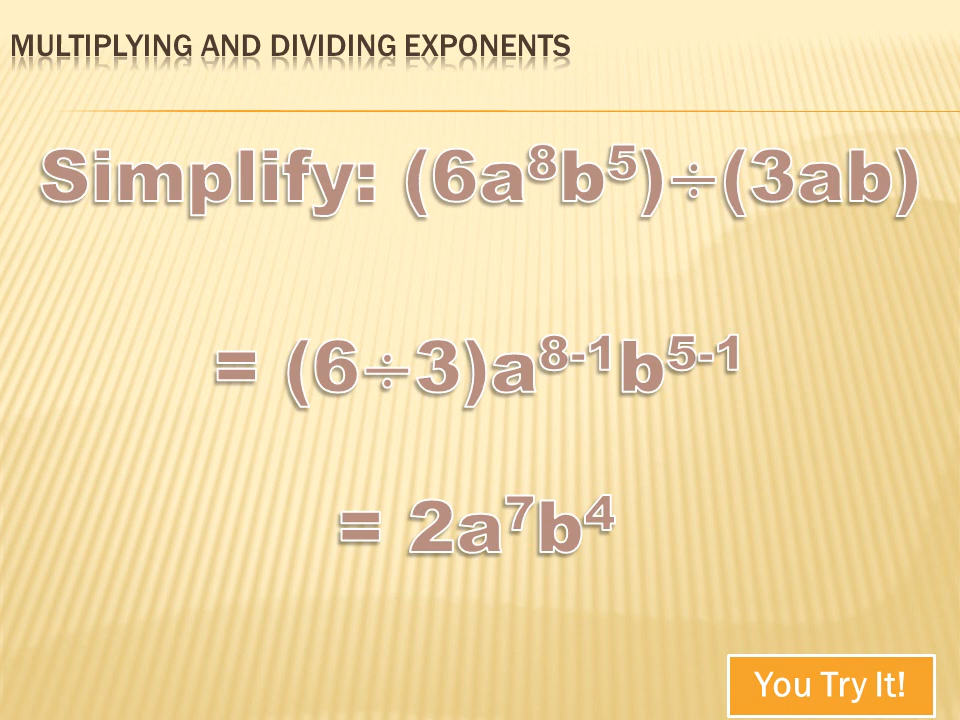 MULTIPLYING AND DIVIDING EXPONENTS
Simplify: (6a⁸b⁵)÷(3ab)
= (6÷3)a⁸⁻¹b⁵⁻¹
= 2a⁷b⁴
You Try It!